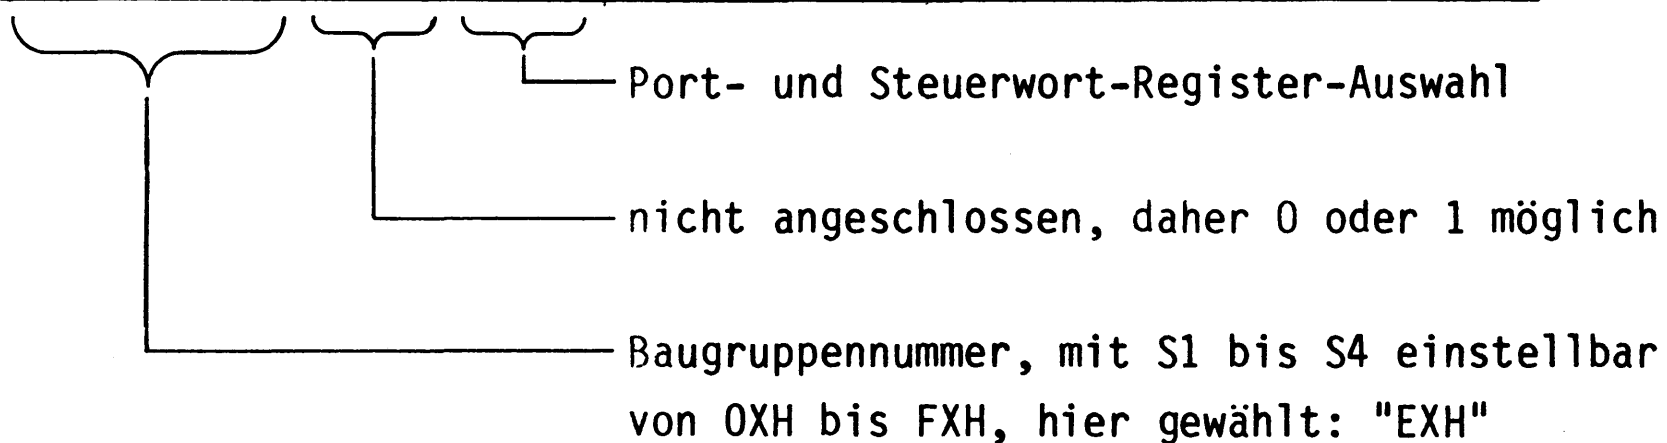 Port- und Steuerwort-Register-Auswahl
nicht angeschlossen, daher 0 oder 1 möglich
Baugruppennummer, mit S1 bis S4 einstellbar
von OXH bis FXH, hier gewählt: "EXH"